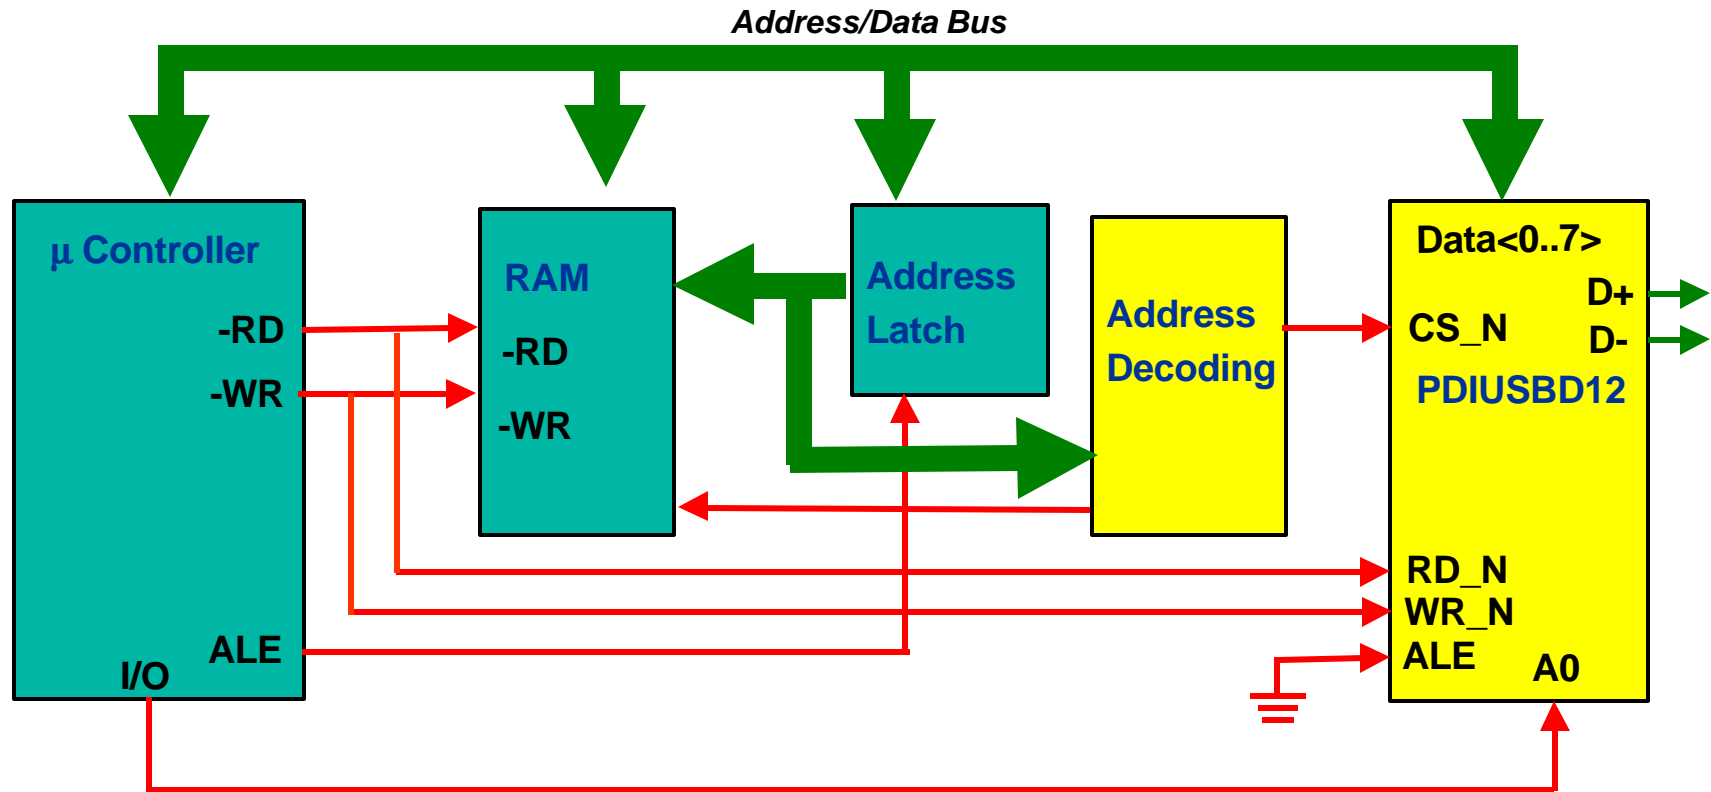 Address/Data Bus
μ Controller
-RD
-WR
ALE
I/O
RAM
-RD
-WR
Address
Latch
Address
Decoding
Data<0..7>
D+
CS_N
D-
PDIUSBD12
RD_N
WR_N
ALE
A0